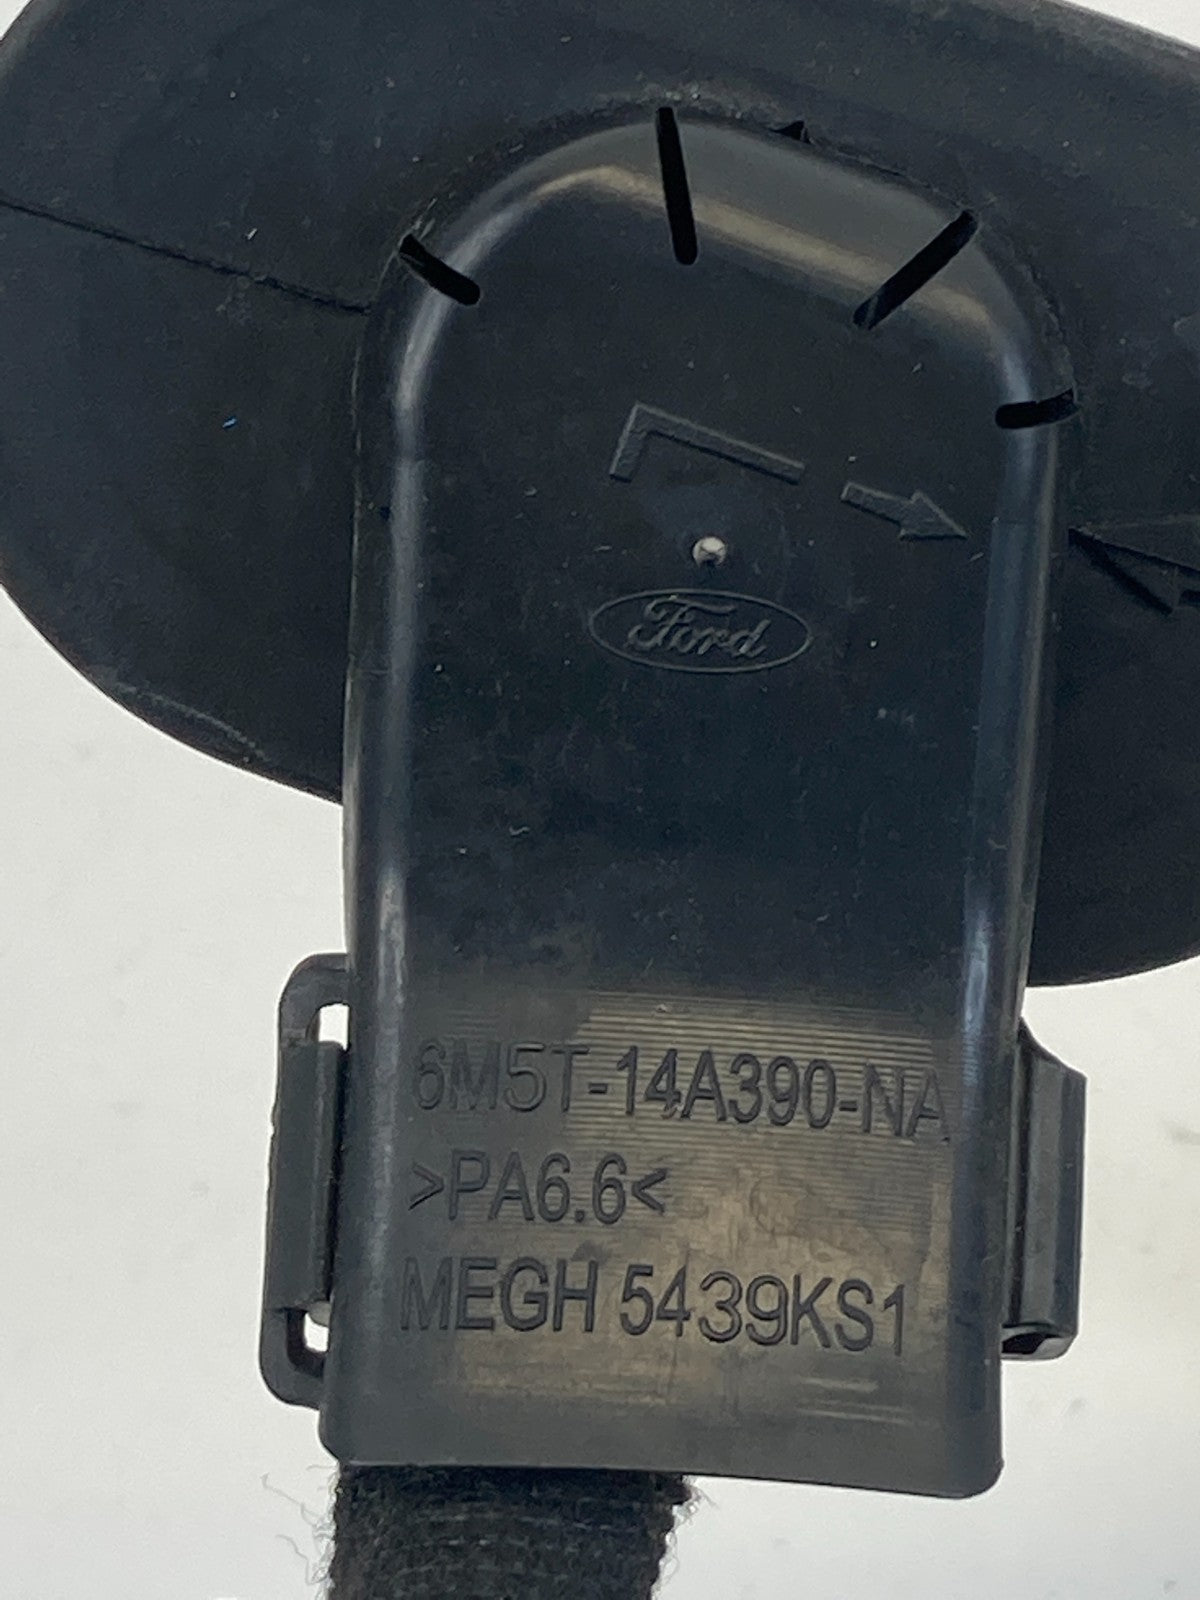 Ford
6M5T-14A390-NA
>PA6.6<
MEGH 5439KS1